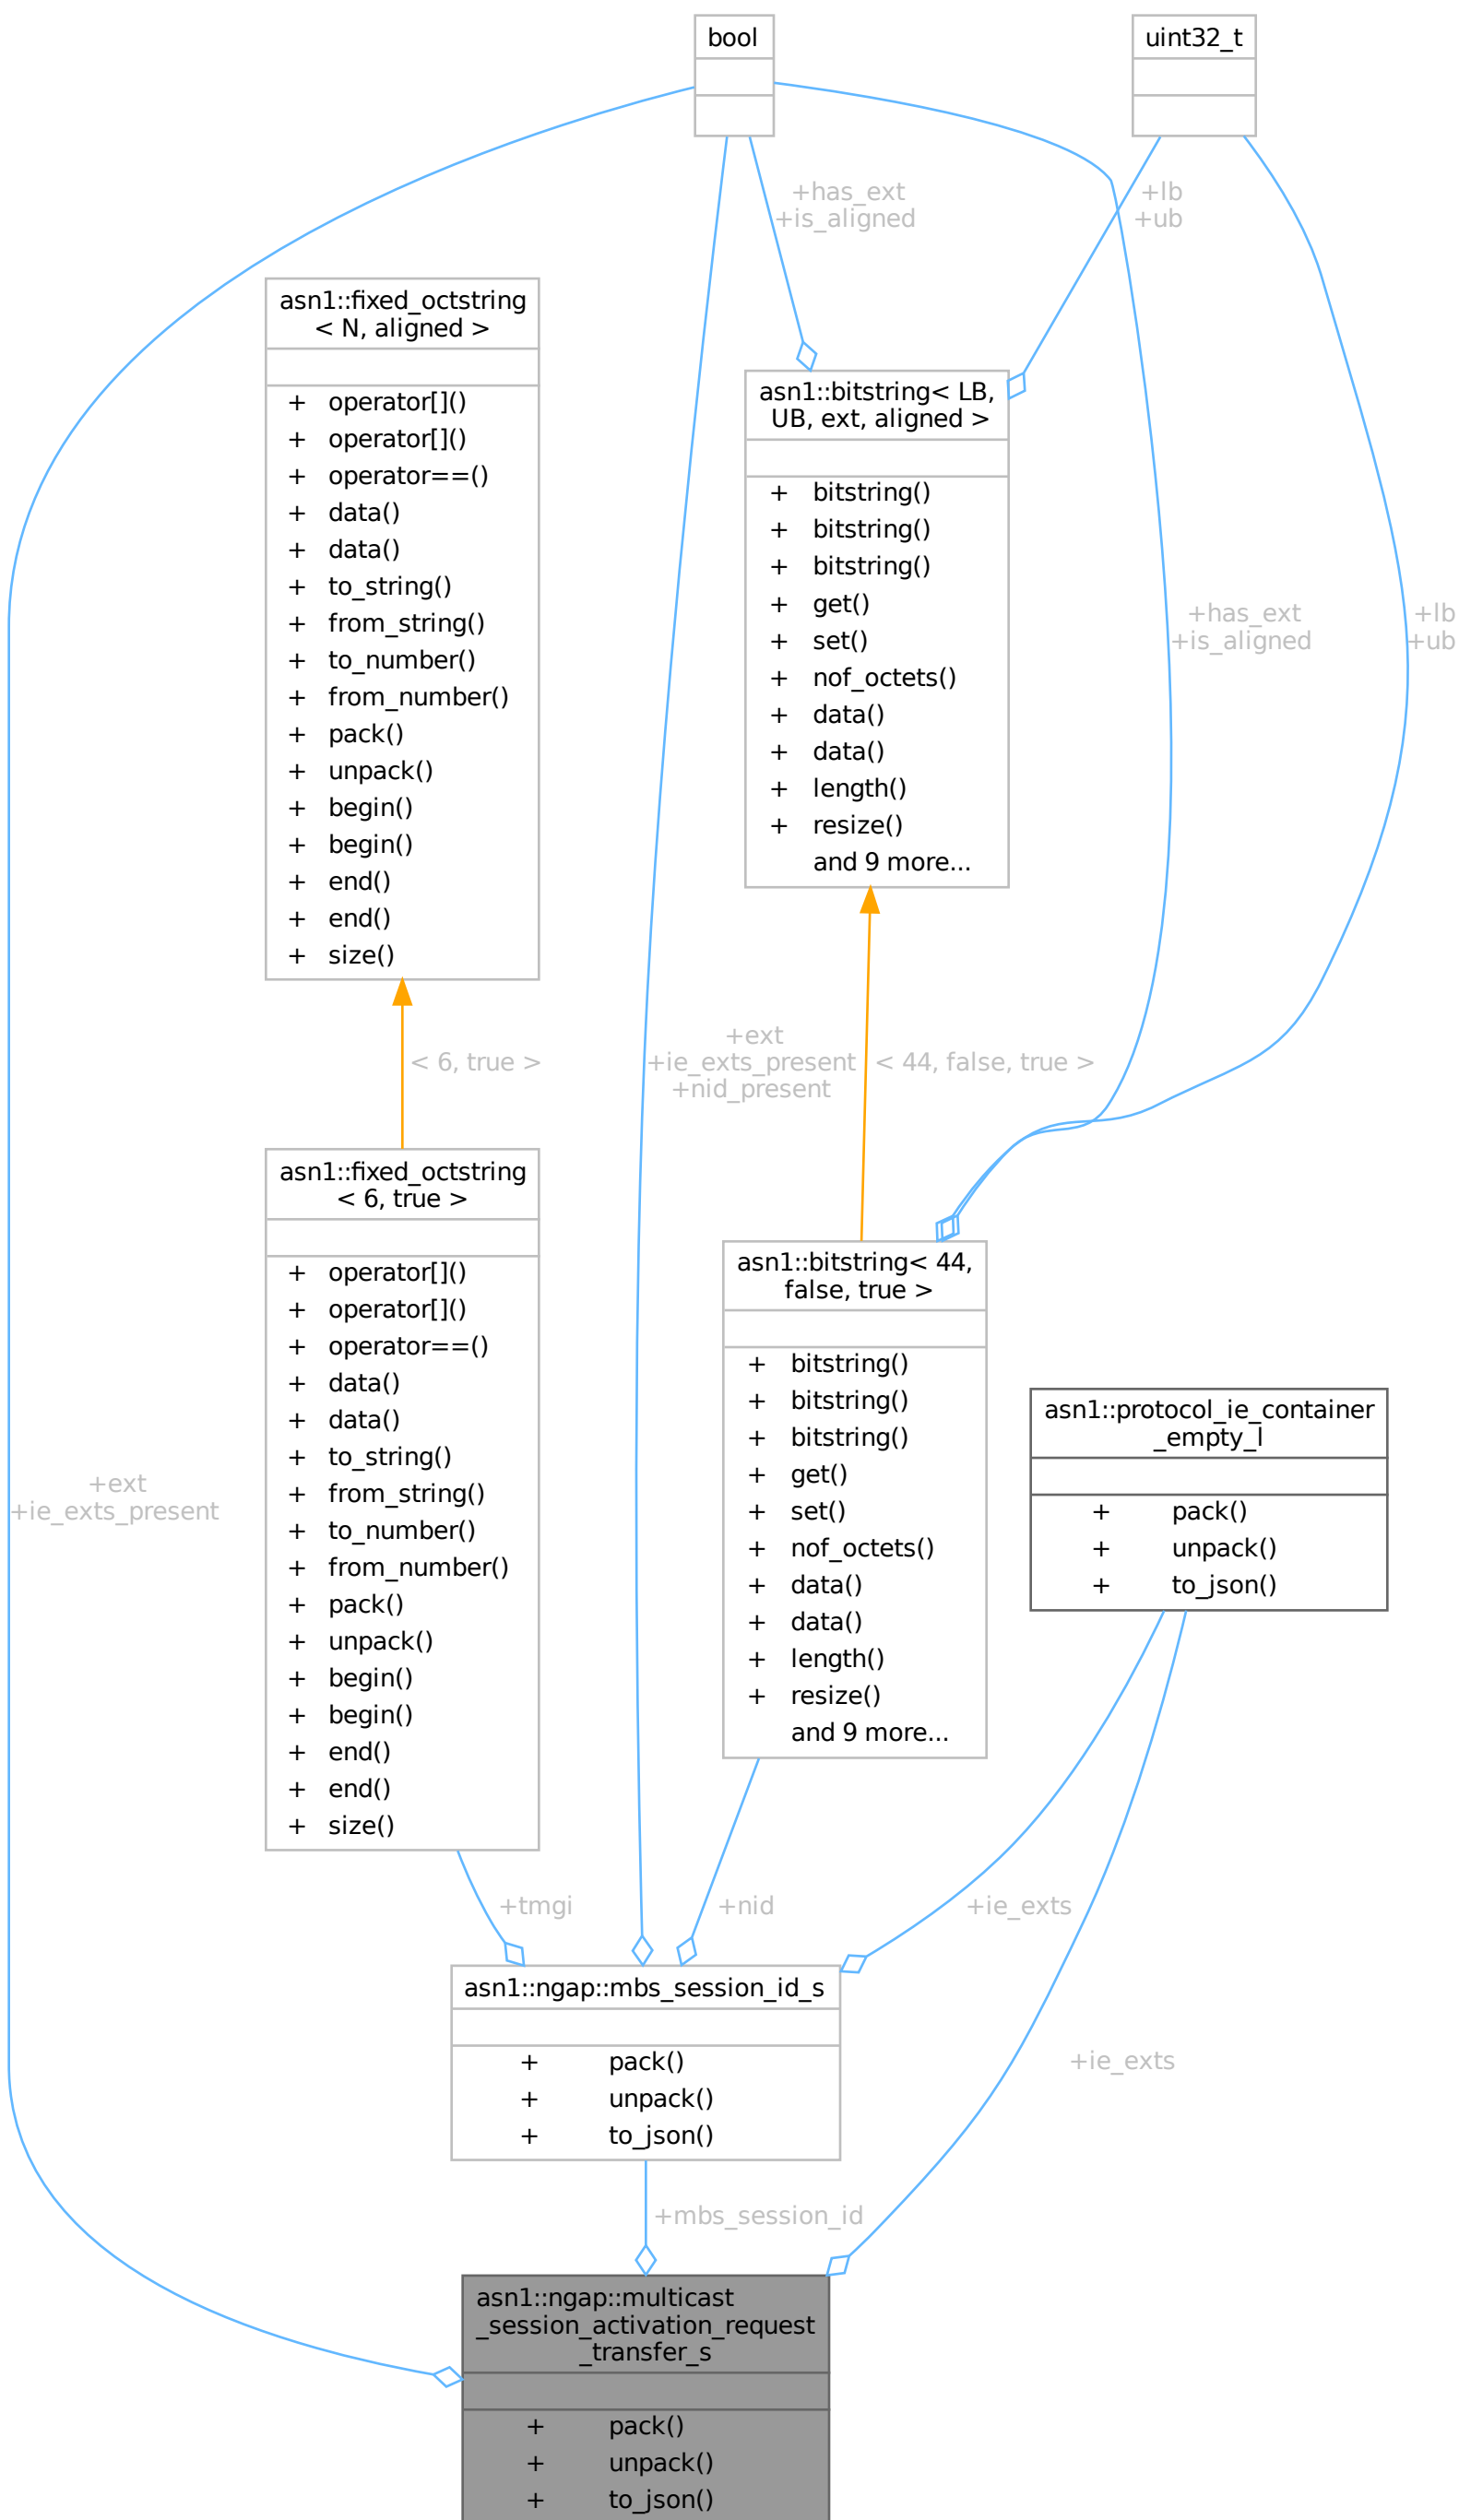 bool
uint32_t
+has_ext
+is_aligned
+lb
+ub
asn1::fixed_octstring
< N, aligned >
+ operator[]()
+ operator[]()
+ operator==()
+ data()
+ data()
+ to_string()
+ from_string()
+ to_number()
+ from_number()
+ pack()
+ unpack()
+ begin()
+ begin()
+ end()
+ end()
+ size()
asn1::bitstring< LB,
UB, ext, aligned >
+ bitstring()
+ bitstring()
+ bitstring()
+ get()
+ set()
+ nof_octets()
+ data()
+ data()
+ length()
+ resize()
and 9 more...
+has_ext
+is_aligned
+lb
+ub
< 6, true >
+ext
+ie_exts_present
+nid_present
< 44, false, true >
asn1::fixed_octstring
< 6, true >
+ operator[]()
+ operator[]()
+ operator==()
+ data()
+ data()
+ to_string()
+ from_string()
+ to_number()
+ from_number()
+ pack()
+ unpack()
+ begin()
+ begin()
+ end()
+ end()
+ size()
asn1::bitstring< 44,
false, true >
+ bitstring()
+ bitstring()
+ bitstring()
+ get()
+ set()
+ nof_octets()
+ data()
+ data()
+ length()
+ resize()
and 9 more...
asn1::protocol_ie_container
_empty_l
+ pack()
+ unpack()
+ to_json()
+ext
+ie_exts_present
+tmgi
+nid
+ie_exts
asn1::ngap::mbs_session_id_s
+ pack()
+ unpack()
+ to_json()
+ie_exts
+mbs_session_id
asn1::ngap::multicast
_session_activation_request
_transfer_s
+ pack()
+ unpack()
+ to_json()